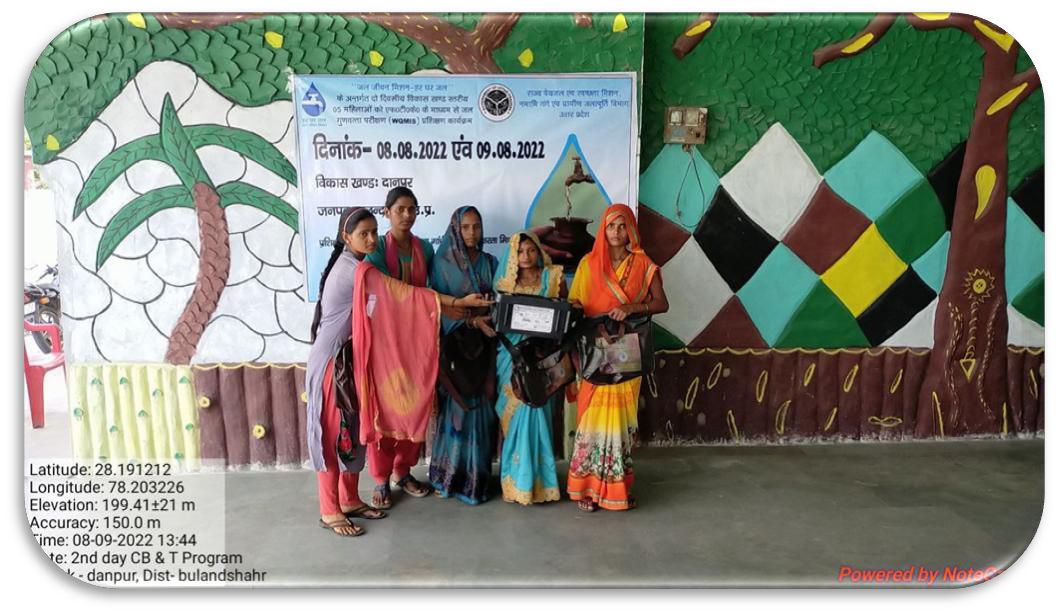 "जल जीवन मिशन-हर घर जल"
के अन्तर्गत दो दिवसीय विकास खण्ड स्तरीय
05 महिलाओं को एफ०टी०के० के माध्यम से जल
गुणवत्ता परीक्षण (WQMIS) प्रशिक्षण कार्यक्रम
राज्य पेयजल एवं स्वच्छता मिशन,
नमामि गंगे एवं ग्रामीण जलापूर्ति विभाग
उत्तर प्रदेश
दिनांक- 08.08.2022 एंव 09.08.2022
विकास खण्डः दानपुर
Latitude: 28.191212
Longitude: 78.203226
Elevation: 199.41±21 m
Accuracy: 150.0 m
Time: 08-09-2022 13:44
te: 2nd day CB & T Program
k - danpur, Dist- bulandshahr
Powered by NoteC